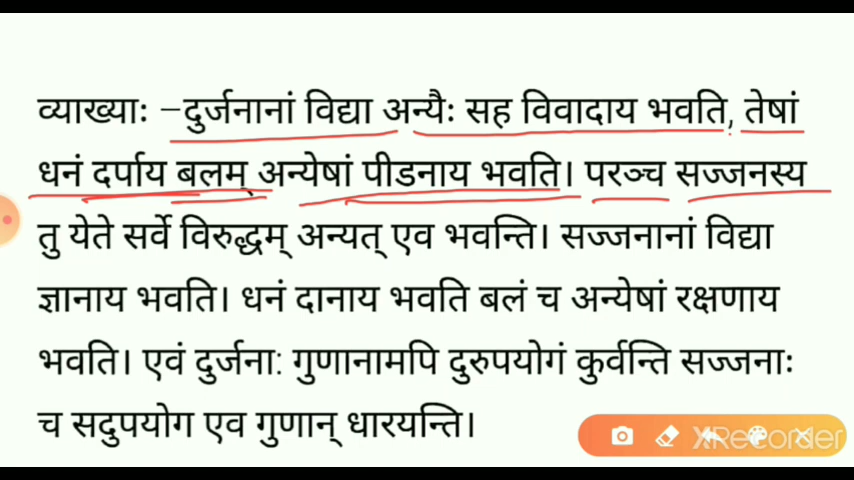 व्याख्याः –दुर्जनानां विद्या अन्यैः सह विवादाय भवति, तेषां
धनं दर्पाय बलम् अन्येषां पीडनाय भवति। परञ्च सज्जनस्य
तु येते सर्वे विरुद्धम् अन्यत् एव भवन्ति। सज्जनानां विद्या
ज्ञानाय भवति। धनं दानाय भवति बलं च अन्येषां रक्षणाय
भवति। एवं दुर्जना: गुणानामपि दुरुपयोगं कुर्वन्ति सज्जनाः
च सदुपयोग एव गुणान् धारयन्ति।
XRecorder